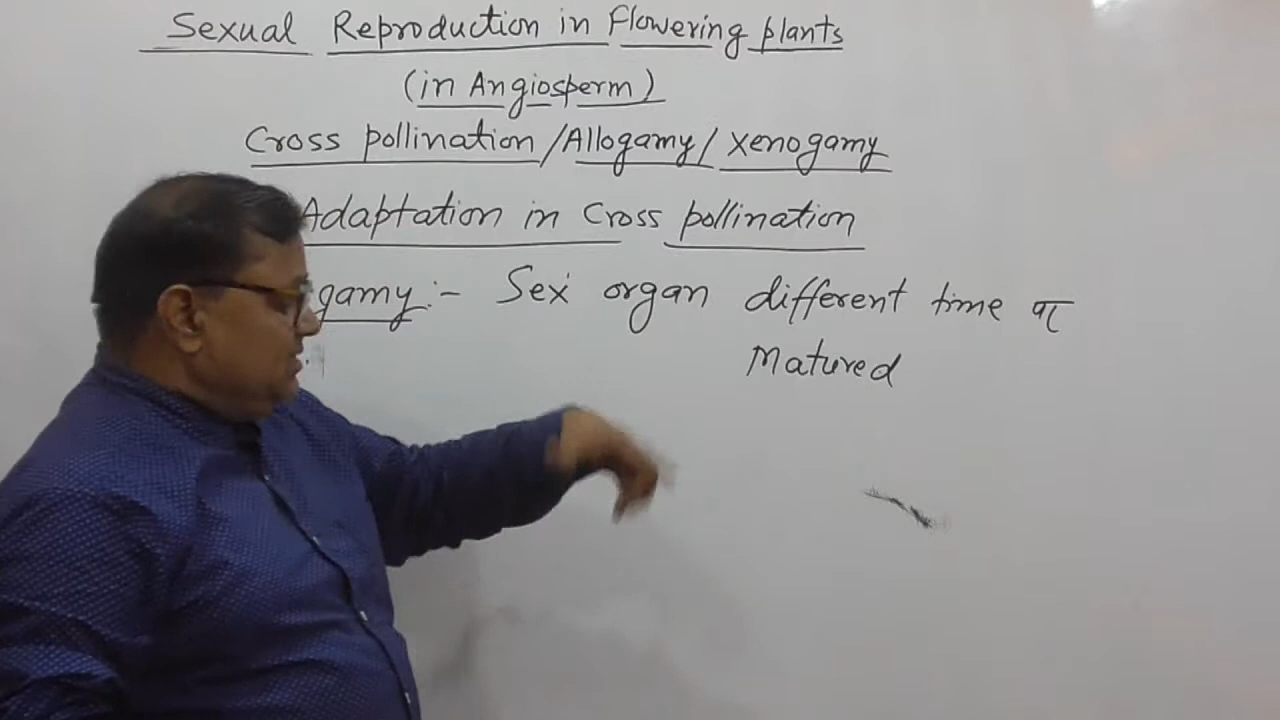 Sexual Reproduction in Flowering plants
(in Angiosperm)
Cross pollination/Allogamy/Xenogamy
Adaptation in Cross pollination
gamy:- Sex organ different time पर
Matured